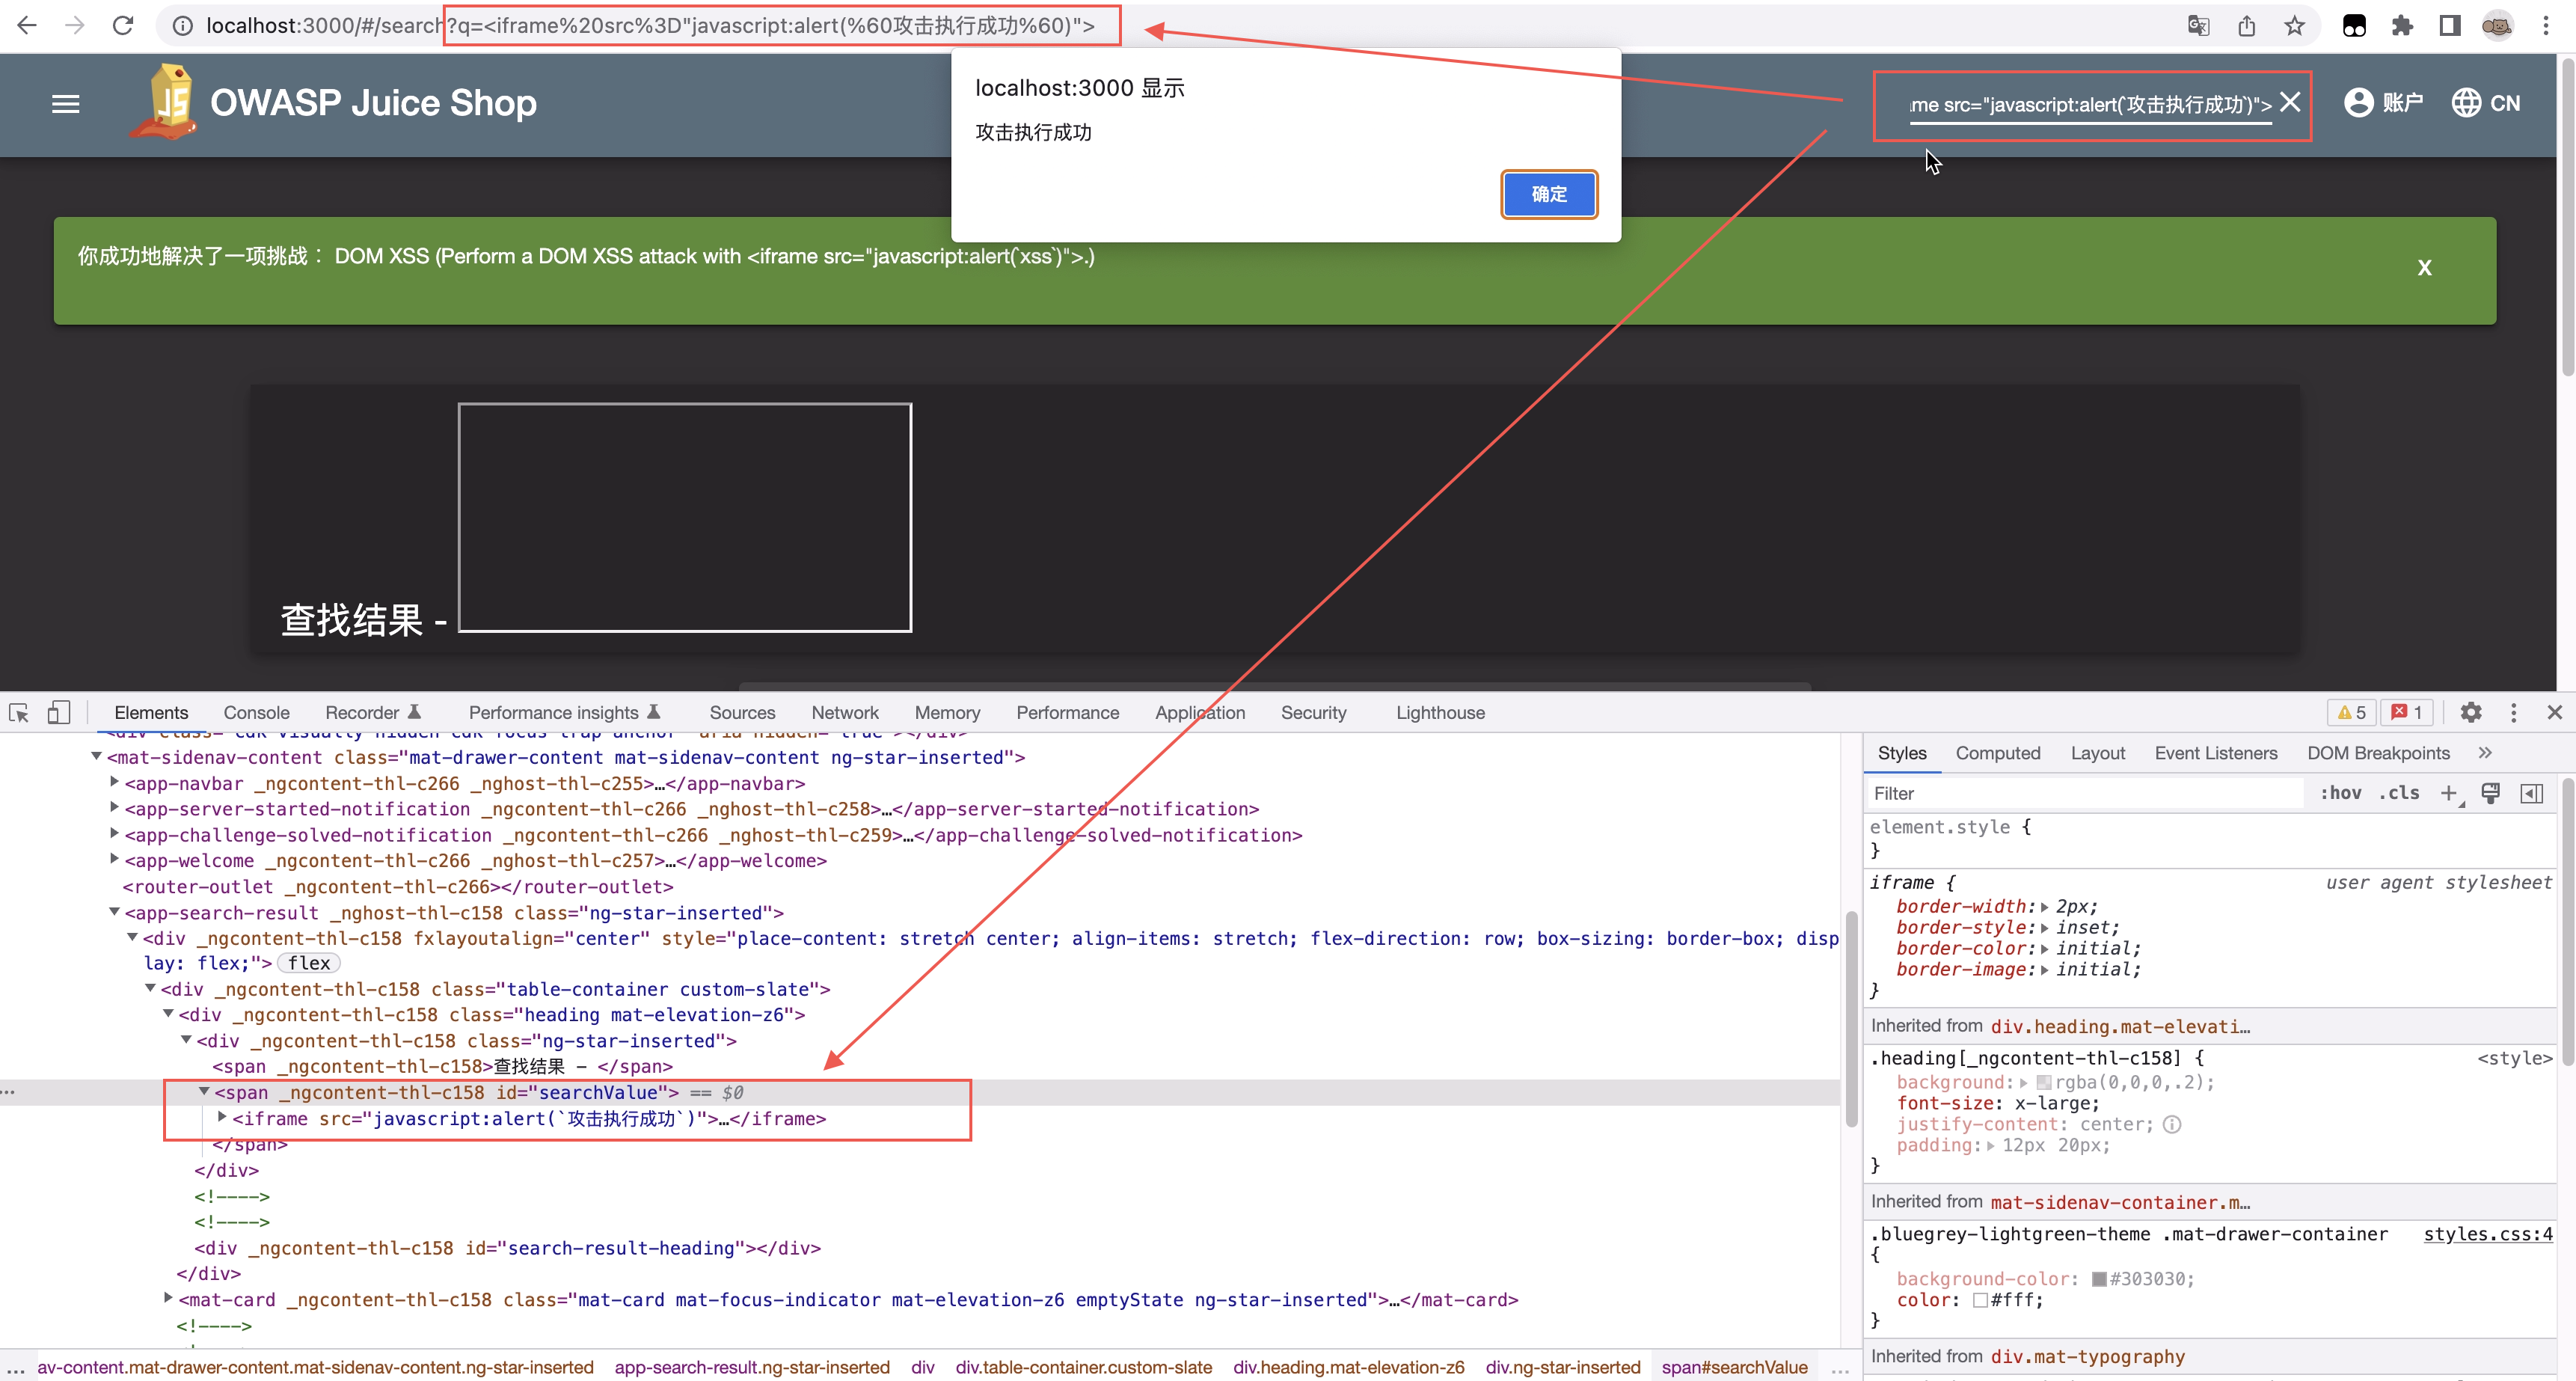 localhost:3000/#/search?q=<iframe%20src%3D"javascript:alert(%60攻击执行成功%60)">
OWASP Juice Shop
localhost:3000 显示
攻击执行成功
确定
ame src="javascript:alert(`攻击执行成功`)">
账户
CN
你成功地解决了一项挑战： DOM XSS (Perform a DOM XSS attack with <iframe src="javascript:alert(`xss`)">.)
X
查找结果 -
Elements Console Recorder Performance insights Sources Network Memory Performance Application Security Lighthouse 5 1
<div class="cdk-visually-hidden cdk-focus-trap-anchor" aria-hidden="true"></div>
<mat-sidenav-content class="mat-drawer-content mat-sidenav-content ng-star-inserted">
<app-navbar _ngcontent-thl-c266 _nghost-thl-c255>…</app-navbar>
<app-server-started-notification _ngcontent-thl-c266 _nghost-thl-c258>…</app-server-started-notification>
<app-challenge-solved-notification _ngcontent-thl-c266 _nghost-thl-c259>…</app-challenge-solved-notification>
<app-welcome _ngcontent-thl-c266 _nghost-thl-c257>…</app-welcome>
<router-outlet _ngcontent-thl-c266></router-outlet>
<app-search-result _nghost-thl-c158 class="ng-star-inserted">
<div _ngcontent-thl-c158 fxlayoutalign="center" style="place-content: stretch center; align-items: stretch; flex-direction: row; box-sizing: border-box; disp
lay: flex;"> flex
<div _ngcontent-thl-c158 class="table-container custom-slate">
<div _ngcontent-thl-c158 class="heading mat-elevation-z6">
<div _ngcontent-thl-c158 class="ng-star-inserted">
<span _ngcontent-thl-c158>查找结果 – </span>
… <span _ngcontent-thl-c158 id="searchValue"> == $0
<iframe src="javascript:alert(`攻击执行成功`)">…</iframe>
</span>
</div>
<!---->
<!---->
<div _ngcontent-thl-c158 id="search-result-heading"></div>
</div>
<mat-card _ngcontent-thl-c158 class="mat-card mat-focus-indicator mat-elevation-z6 emptyState ng-star-inserted">…</mat-card>
<!---->
… av-content.mat-drawer-content.mat-sidenav-content.ng-star-inserted app-search-result.ng-star-inserted div div.table-container.custom-slate div.heading.mat-elevation-z6 div.ng-star-inserted span#searchValue …
Styles Computed Layout Event Listeners DOM Breakpoints »
Filter :hov .cls +
element.style {
}
iframe { user agent stylesheet
border-width: 2px;
border-style: inset;
border-color: initial;
border-image: initial;
}
Inherited from div.heading.mat-elevati…
.heading[_ngcontent-thl-c158] { <style>
background: rgba(0,0,0,.2);
font-size: x-large;
justify-content: center;
padding: 12px 20px;
}
Inherited from mat-sidenav-container.m…
.bluegrey-lightgreen-theme .mat-drawer-container styles.css:4
{
background-color: #303030;
color: #fff;
}
Inherited from div.mat-typography